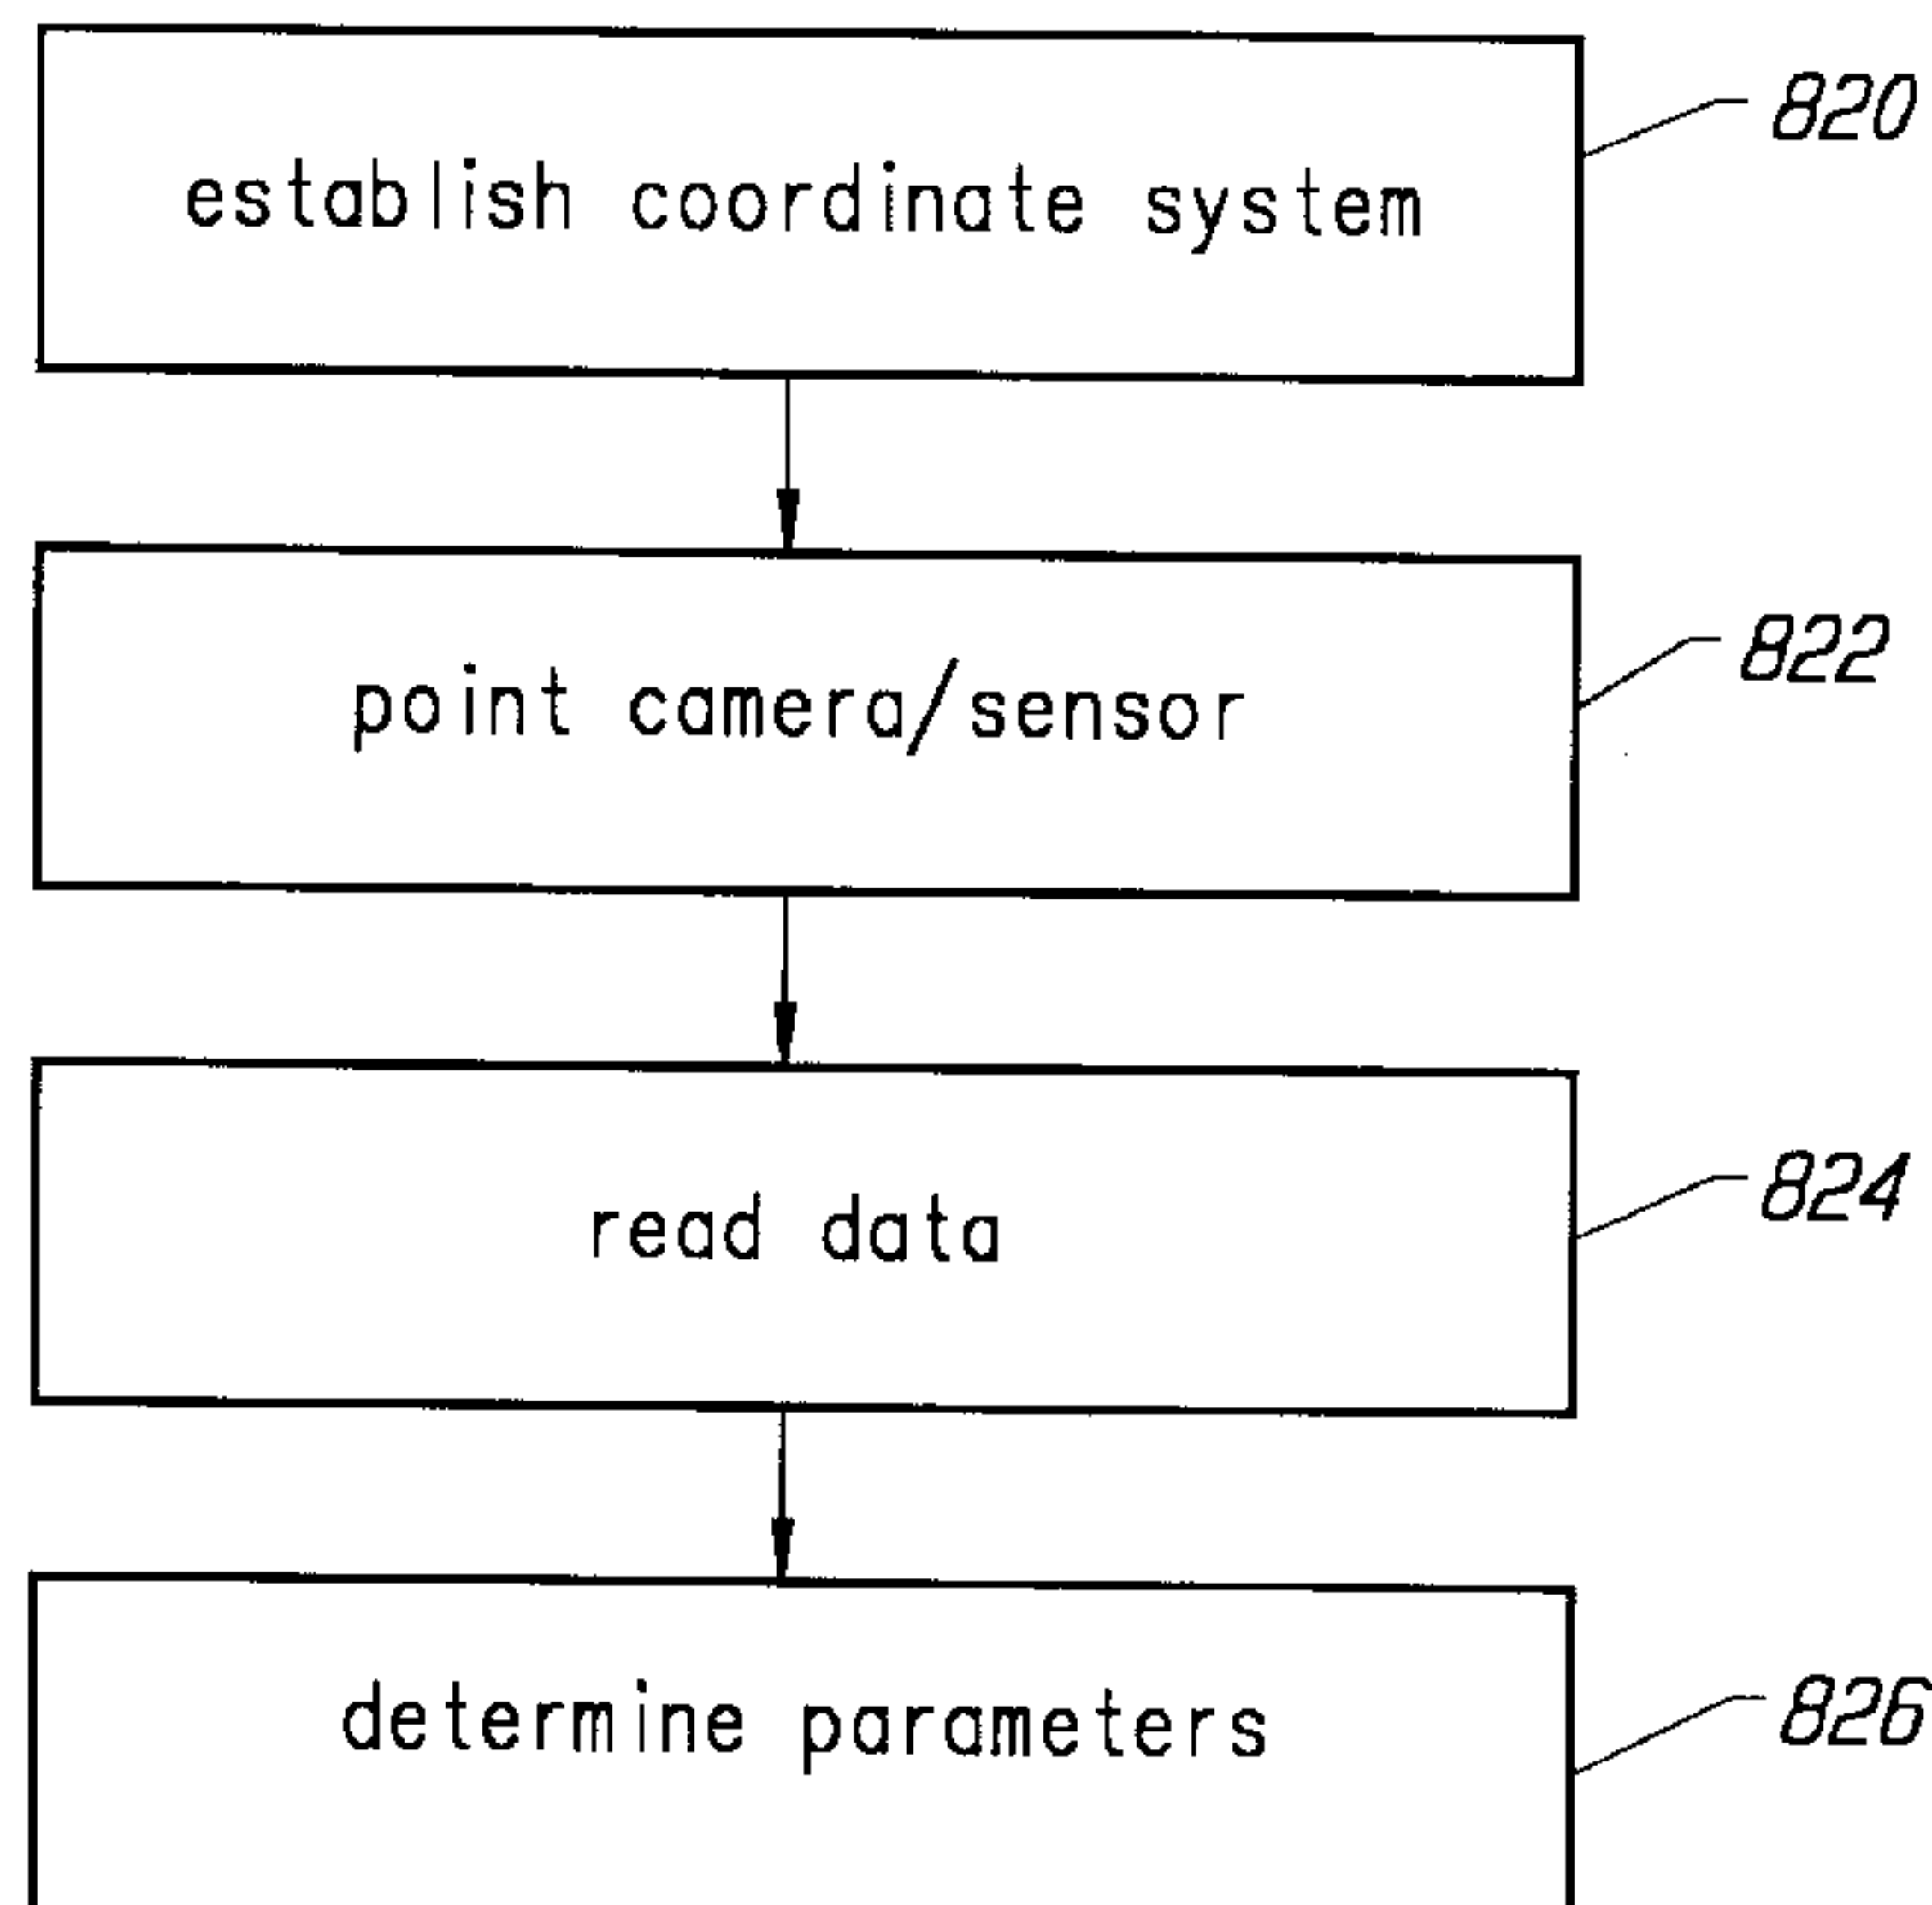 establish coordinate system
820
point camera/sensor
822
read data
824
determine parameters
826